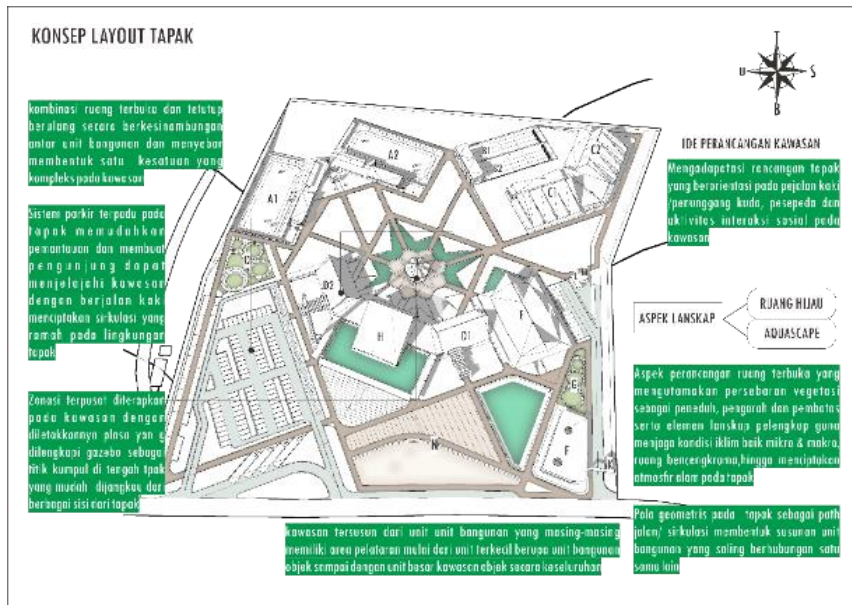 KONSEP LAYOUT TAPAK
T
U
S
B
kombinasi ruang terbuka dan tetutup
berulang secara berkesinambungan
antar unit bangunan dan menyebar
membentuk satu kesatuan yang
kompleks pada kawasan
Sistem parkir terpadu pada
tapak memudahkan
pemantauan dan membuat
pengunjung dapat
menjelajahi kawasan
dengan berjalan kaki
menciptakan sirkulasi yang
ramah pada lingkungan
tapak
Zonasi terpusat diterapkan
pada kawasan dengan
diletakkannya plasa yan g
dilengkapi gazebo sebagai
titik kumpul di tengah tpak
yang mudah dijangkau dari
berbagai sisi dari tapak
A1
A2
B1
B2
C1
C2
D2
H
D1
E
G
G
F
N
kawasan tersusun dari unit unit bangunan yang masing-masing
memiliki area pelataran mulai dari unit terkecil berupa unit bangunan
objek sampai dengan unit besar kawasan objek secara keseluruhan
IDE PERANCANGAN KAWASAN
Mengadapatasi rancangan tapak
yang berorientasi pada pejalan kaki
/penunggang kuda, pesepeda dan
aktivitas interaksi sosial pada
kawasan
ASPEK LANSKAP
RUANG HIJAU
AQUASCAPE
Aspek perancangan ruang terbuka yang
mengutamakan persebaran vegetasi
sebagai peneduh, pengarah dan pembatas
serta elemen lanskap pelengkap guna
menjaga kondisi iklim baik mikro & makro,
ruang bercengkrama,hingga menciptakan
atmosfir alam pada tapak
Pola geometris pada tapak sebagai path
jalan/ sirkulasi membentuk susunan unit
bangunan yang saling berhubungan satu
sama lain